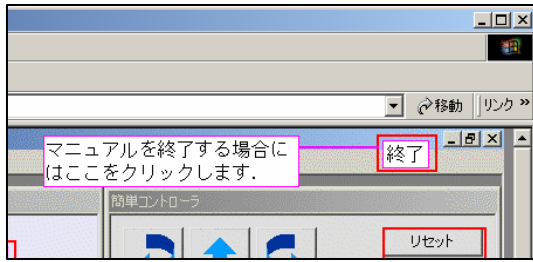 移動
リンク »
マニュアルを終了する場合に
はここをクリックします.
終了
簡単コントローラ
リセット